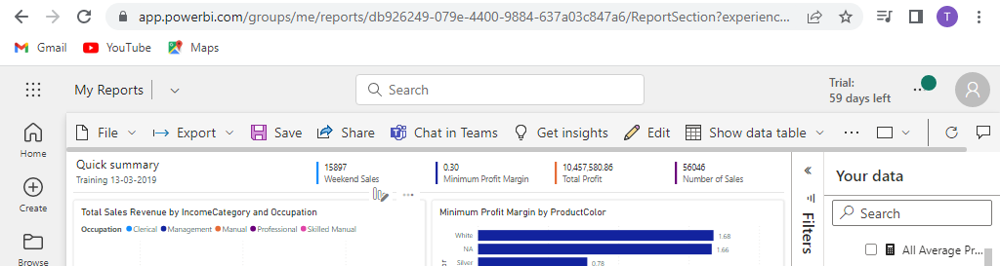 app.powerbi.com/groups/me/reports/db926249-079e-4400-9884-637a03c847a6/ReportSection?experienc...
T
Gmail YouTube Maps
My Reports Search Trial: 59 days left
File Export Save Share Chat in Teams Get insights Edit Show data table
Home
Create
Browse
Quick summary
Training 13-03-2019
15897
Weekend Sales
0.30
Minimum Profit Margin
10,457,580.86
Total Profit
56046
Number of Sales
Total Sales Revenue by IncomeCategory and Occupation
Occupation Clerical Management Manual Professional Skilled Manual
Minimum Profit Margin by ProductColor
White 1.68
NA 1.66
Silver 0.78
Filters
Your data
Search
All Average Pr...